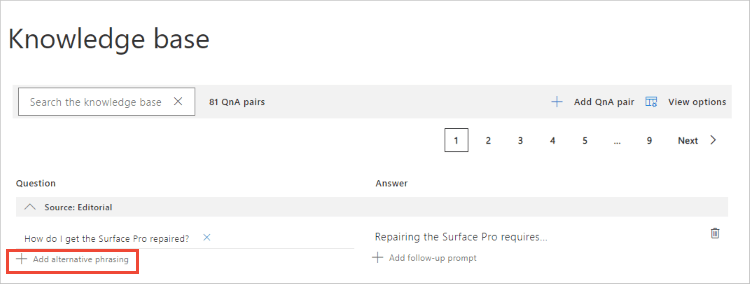 Knowledge base
Search the knowledge base
81 QnA pairs
Add QnA pair
View options
1 2 3 4 5 ... 9 Next
Question Answer
Source: Editorial
How do I get the Surface Pro repaired? Repairing the Surface Pro requires...
Add alternative phrasing Add follow-up prompt